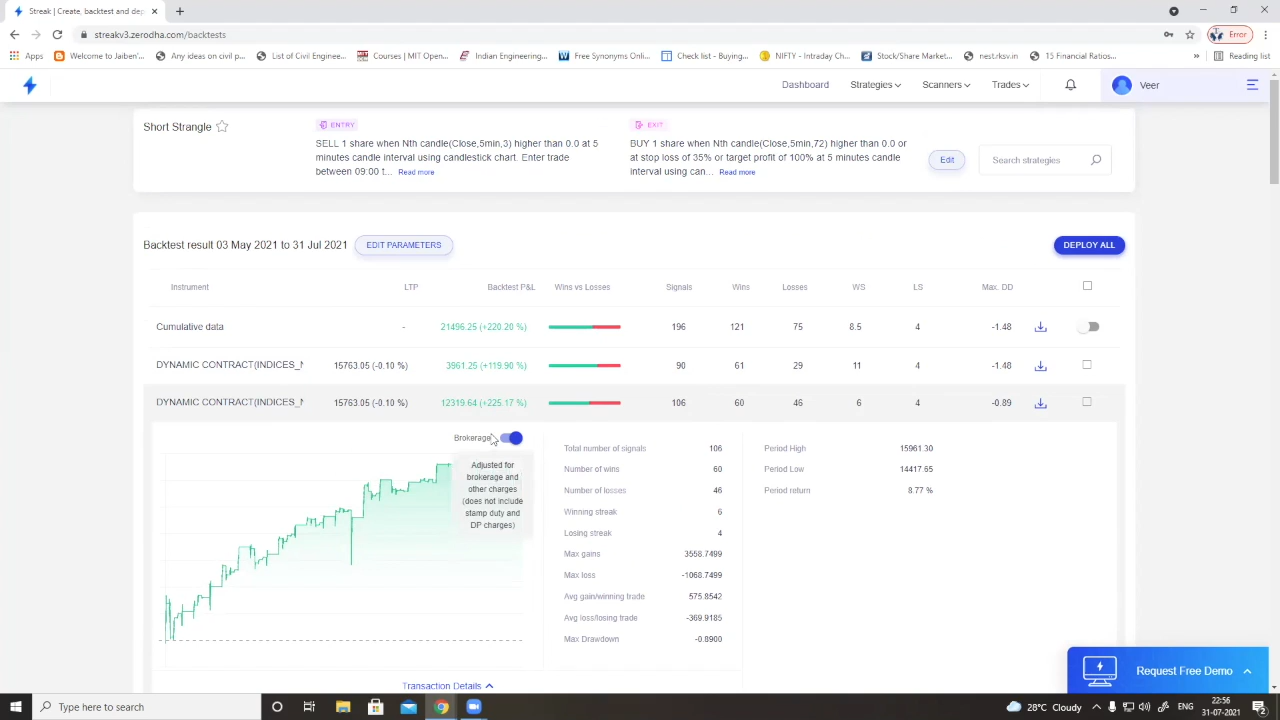 Streak | Create, backtest and dep
streakv3.zerodha.com/backtests
Error
Apps
Welcome to Jaiben'...
Any ideas on civil p...
List of Civil Enginee...
Courses | MIT Open...
Indian Engineering...
Free Synonyms Onli...
Check list - Buying...
NIFTY - Intraday Ch...
Stock/Share Market...
nest.rksv.in
15 Financial Ratios...
»
Reading list
Dashboard
Strategies
Scanners
Trades
Veer
Short Strangle
ENTRY
SELL 1 share when Nth candle(Close,5min,3) higher than 0.0 at 5
minutes candle interval using candlestick chart. Enter trade
between 09:00 t... Read more
EXIT
BUY 1 share when Nth candle(Close,5min,72) higher than 0.0 or
at stop loss of 35% or target profit of 100% at 5 minutes candle
interval using can... Read more
Edit
Search strategies
Backtest result 03 May 2021 to 31 Jul 2021
EDIT PARAMETERS
DEPLOY ALL
Instrument LTP Backtest P&L Wins vs Losses Signals Wins Losses WS LS Max. DD
Cumulative data - 21496.25 (+220.20 %) 196 121 75 8.5 4 -1.48
DYNAMIC CONTRACT(INDICES_N 15763.05 (-0.10 %) 3961.25 (+119.90 %) 90 61 29 11 4 -1.48
DYNAMIC CONTRACT(INDICES_N 15763.05 (-0.10 %) 12319.64 (+225.17 %) 106 60 46 6 4 -0.89
Brokerage
Adjusted for
brokerage and
other charges
(does not include
stamp duty and
DP charges)
Total number of signals 106
Number of wins 60
Number of losses 46
Winning streak 6
Losing streak 4
Max gains 3558.7499
Max loss -1068.7499
Avg gain/winning trade 575.8542
Avg loss/losing trade -369.9185
Max Drawdown -0.8900
Period High 15961.30
Period Low 14417.65
Period return 8.77 %
Transaction Details
Request Free Demo
Type here to search
28°C Cloudy
ENG
22:56
31-07-2021
2